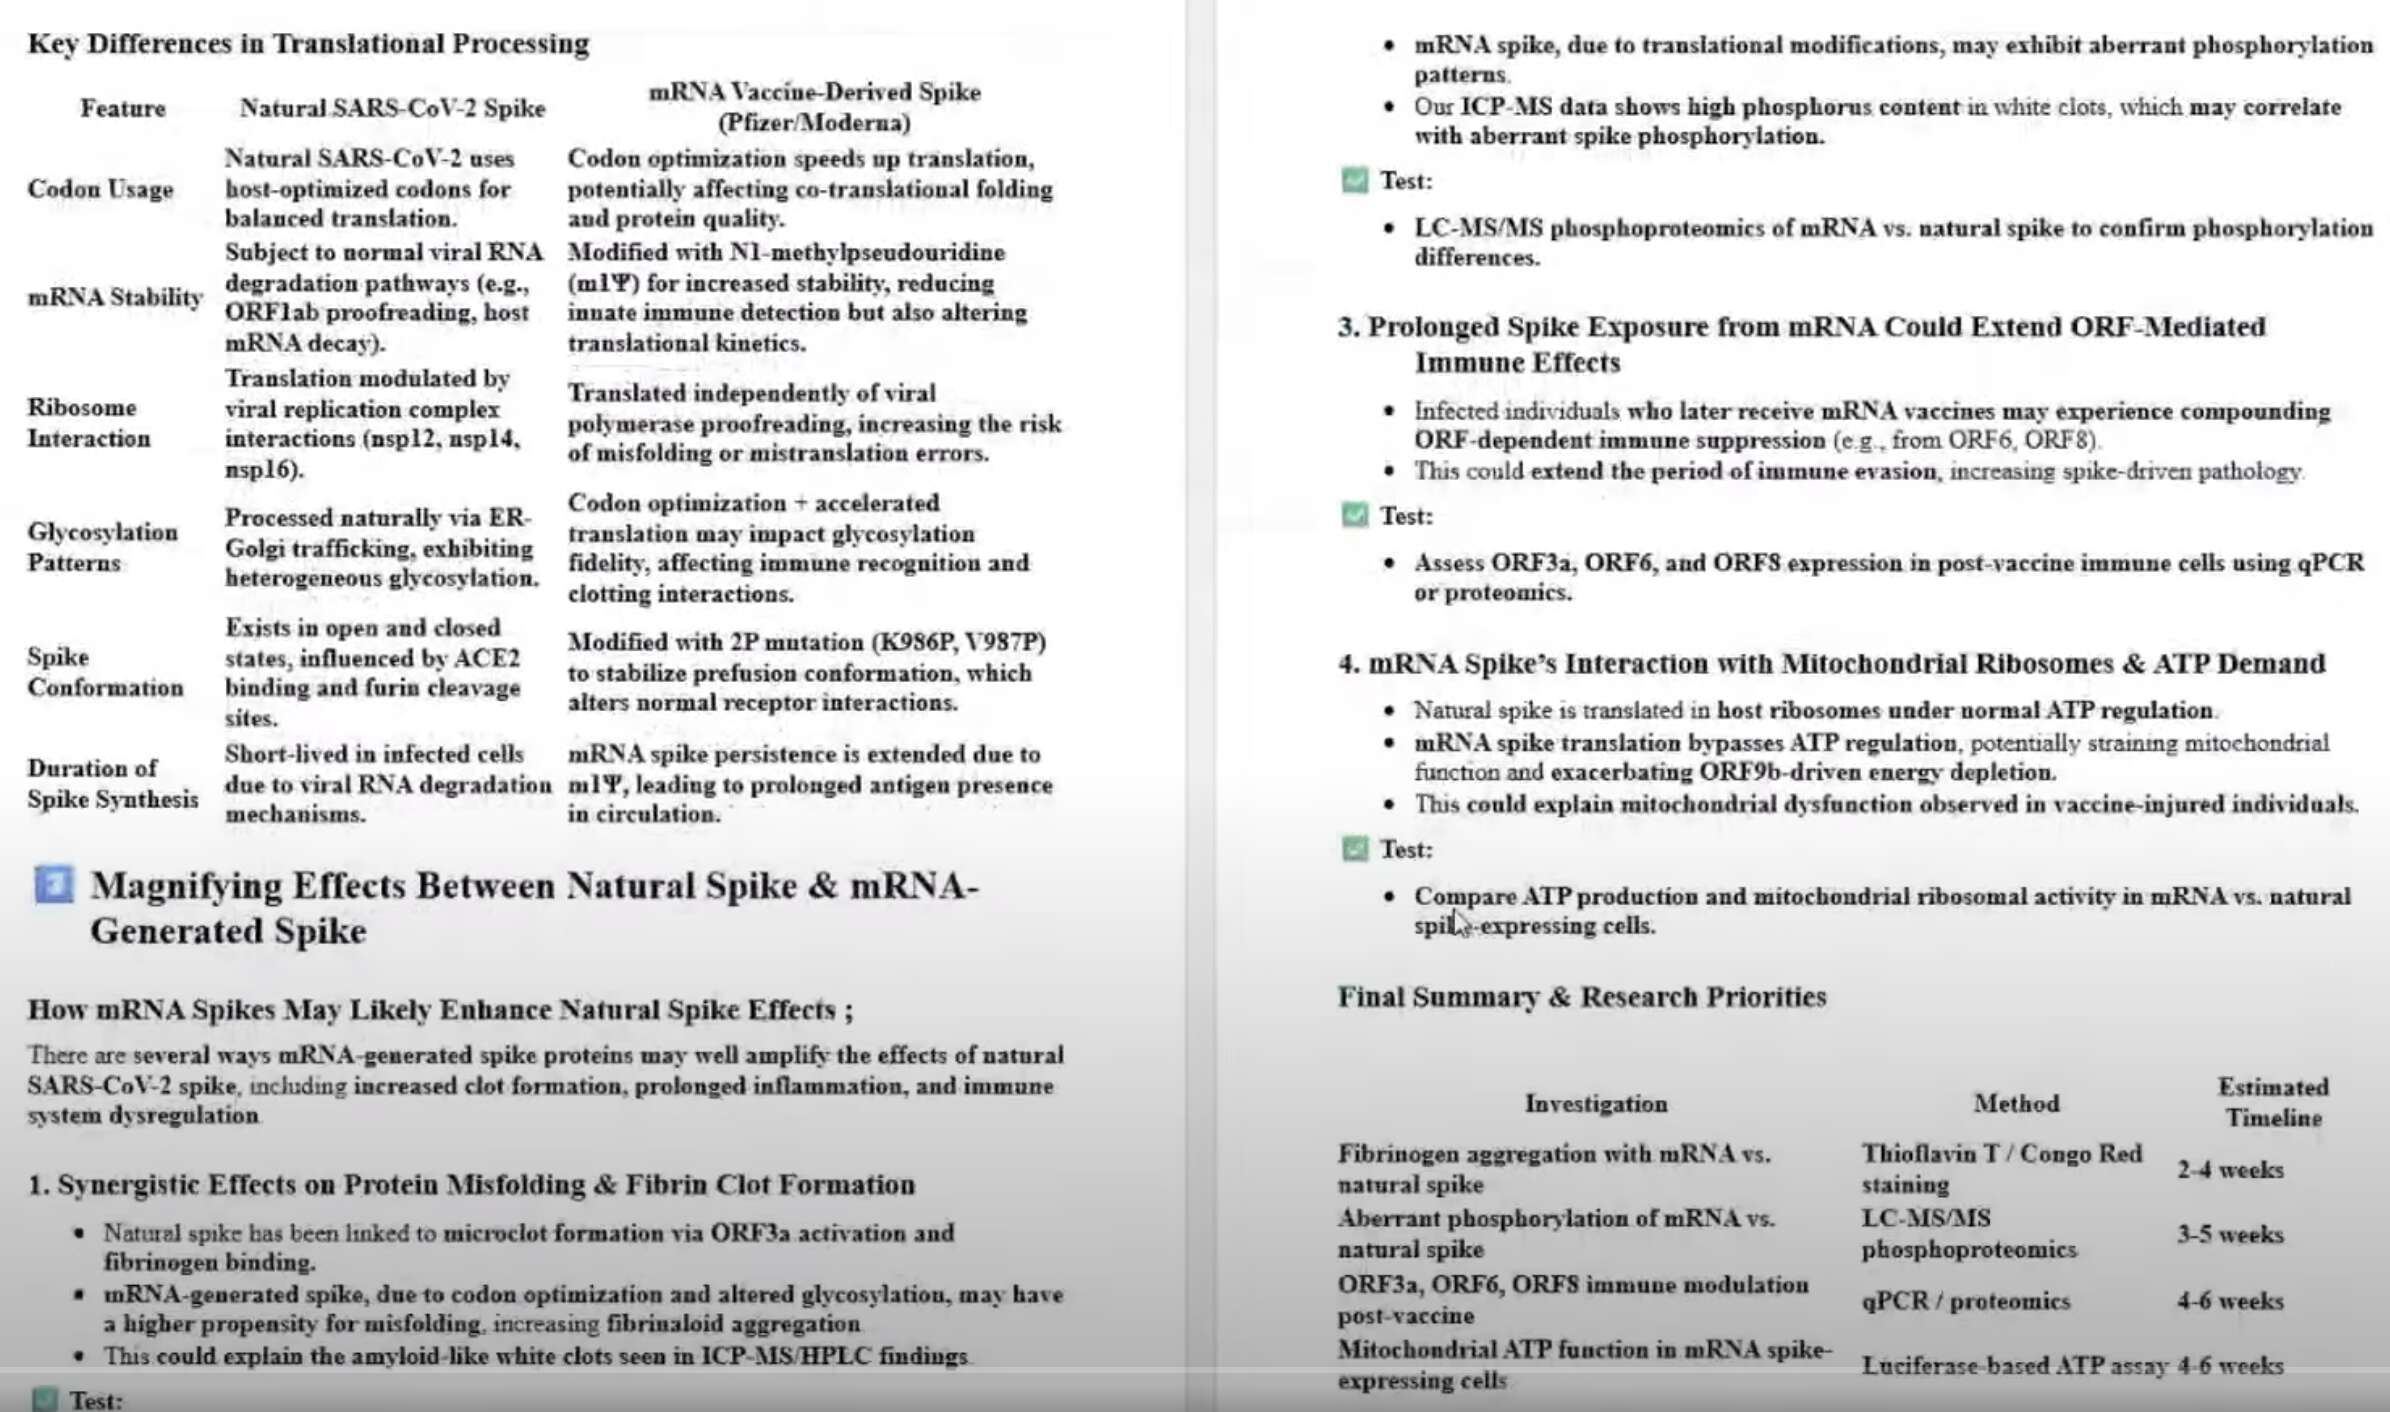 Key Differences in Translational Processing
Feature
Natural SARS-CoV-2 Spike
mRNA Vaccine-Derived Spike
(Pfizer/Moderna)
Codon Usage
Natural SARS-CoV-2 uses
host-optimized codons for
balanced translation.
Codon optimization speeds up translation,
potentially affecting co-translational folding
and protein quality.
mRNA Stability
Subject to normal viral RNA
degradation pathways (e.g.,
ORF1ab proofreading, host
mRNA decay).
Modified with N1-methylpseudouridine
(m1Ψ) for increased stability, reducing
innate immune detection but also altering
translational kinetics.
Ribosome
Interaction
Translation modulated by
viral replication complex
interactions (nsp12, nsp14,
nsp16).
Translated independently of viral
polymerase proofreading, increasing the risk
of misfolding or mistranslation errors.
Glycosylation
Patterns
Processed naturally via ER-
Golgi trafficking, exhibiting
heterogeneous glycosylation.
Codon optimization + accelerated
translation may impact glycosylation
fidelity, affecting immune recognition and
clotting interactions.
Spike
Conformation
Exists in open and closed
states, influenced by ACE2
binding and furin cleavage
sites.
Modified with 2P mutation (K986P, V987P)
to stabilize prefusion conformation, which
alters normal receptor interactions.
Duration of
Spike Synthesis
Short-lived in infected cells
due to viral RNA degradation
mechanisms.
mRNA spike persistence is extended due to
m1Ψ, leading to prolonged antigen presence
in circulation.
Magnifying Effects Between Natural Spike & mRNA-
Generated Spike
How mRNA Spikes May Likely Enhance Natural Spike Effects ;
There are several ways mRNA-generated spike proteins may well amplify the effects of natural
SARS-CoV-2 spike, including increased clot formation, prolonged inflammation, and immune
system dysregulation
1. Synergistic Effects on Protein Misfolding & Fibrin Clot Formation
• Natural spike has been linked to microclot formation via ORF3a activation and
fibrinogen binding.
• mRNA-generated spike, due to codon optimization and altered glycosylation, may have
a higher propensity for misfolding, increasing fibrinaloid aggregation
• This could explain the amyloid-like white clots seen in ICP-MS/HPLC findings.
✅ Test:
• mRNA spike, due to translational modifications, may exhibit aberrant phosphorylation
patterns.
• Our ICP-MS data shows high phosphorus content in white clots, which may correlate
with aberrant spike phosphorylation.
✅ Test:
• LC-MS/MS phosphoproteomics of mRNA vs. natural spike to confirm phosphorylation
differences.
3. Prolonged Spike Exposure from mRNA Could Extend ORF-Mediated
Immune Effects
• Infected individuals who later receive mRNA vaccines may experience compounding
ORF-dependent immune suppression (e.g., from ORF6, ORF8).
• This could extend the period of immune evasion, increasing spike-driven pathology.
✅ Test:
• Assess ORF3a, ORF6, and ORF8 expression in post-vaccine immune cells using qPCR
or proteomics.
4. mRNA Spike's Interaction with Mitochondrial Ribosomes & ATP Demand
• Natural spike is translated in host ribosomes under normal ATP regulation.
• mRNA spike translation bypasses ATP regulation, potentially straining mitochondrial
function and exacerbating ORF9b-driven energy depletion.
• This could explain mitochondrial dysfunction observed in vaccine-injured individuals.
✅ Test:
• Compare ATP production and mitochondrial ribosomal activity in mRNA vs. natural
spike-expressing cells.
Final Summary & Research Priorities
Investigation
Method
Estimated
Timeline
Fibrinogen aggregation with mRNA vs.
natural spike
Thioflavin T / Congo Red
staining
2-4 weeks
Aberrant phosphorylation of mRNA vs.
natural spike
LC-MS/MS
phosphoproteomics
3-5 weeks
ORF3a, ORF6, ORF8 immune modulation
post-vaccine
qPCR / proteomics
4-6 weeks
Mitochondrial ATP function in mRNA spike-
expressing cells
Luciferase-based ATP assay
4-6 weeks